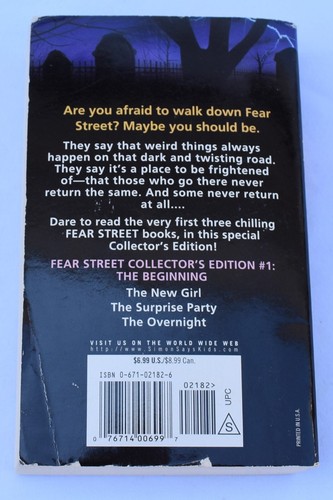 Are you afraid to walk down Fear
Street? Maybe you should be.
They say that weird things always
happen on that dark and twisting road.
They say it's a place to be frightened
of—that those who go there never
return the same. And some never return
at all....
Dare to read the very first three chilling
FEAR STREET books, in this special
Collector's Edition!
FEAR STREET COLLECTOR'S EDITION #1:
THE BEGINNING
The New Girl
The Surprise Party
The Overnight
VISIT US ON THE WORLD WIDE WEB
http://www.SimonSaysKids.com
$6.99 U.S./$8.99 Can.
ISBN 0-671-02182-6
02182>
0 76714 00699 7
UPC
S
PRINTED IN U.S.A.